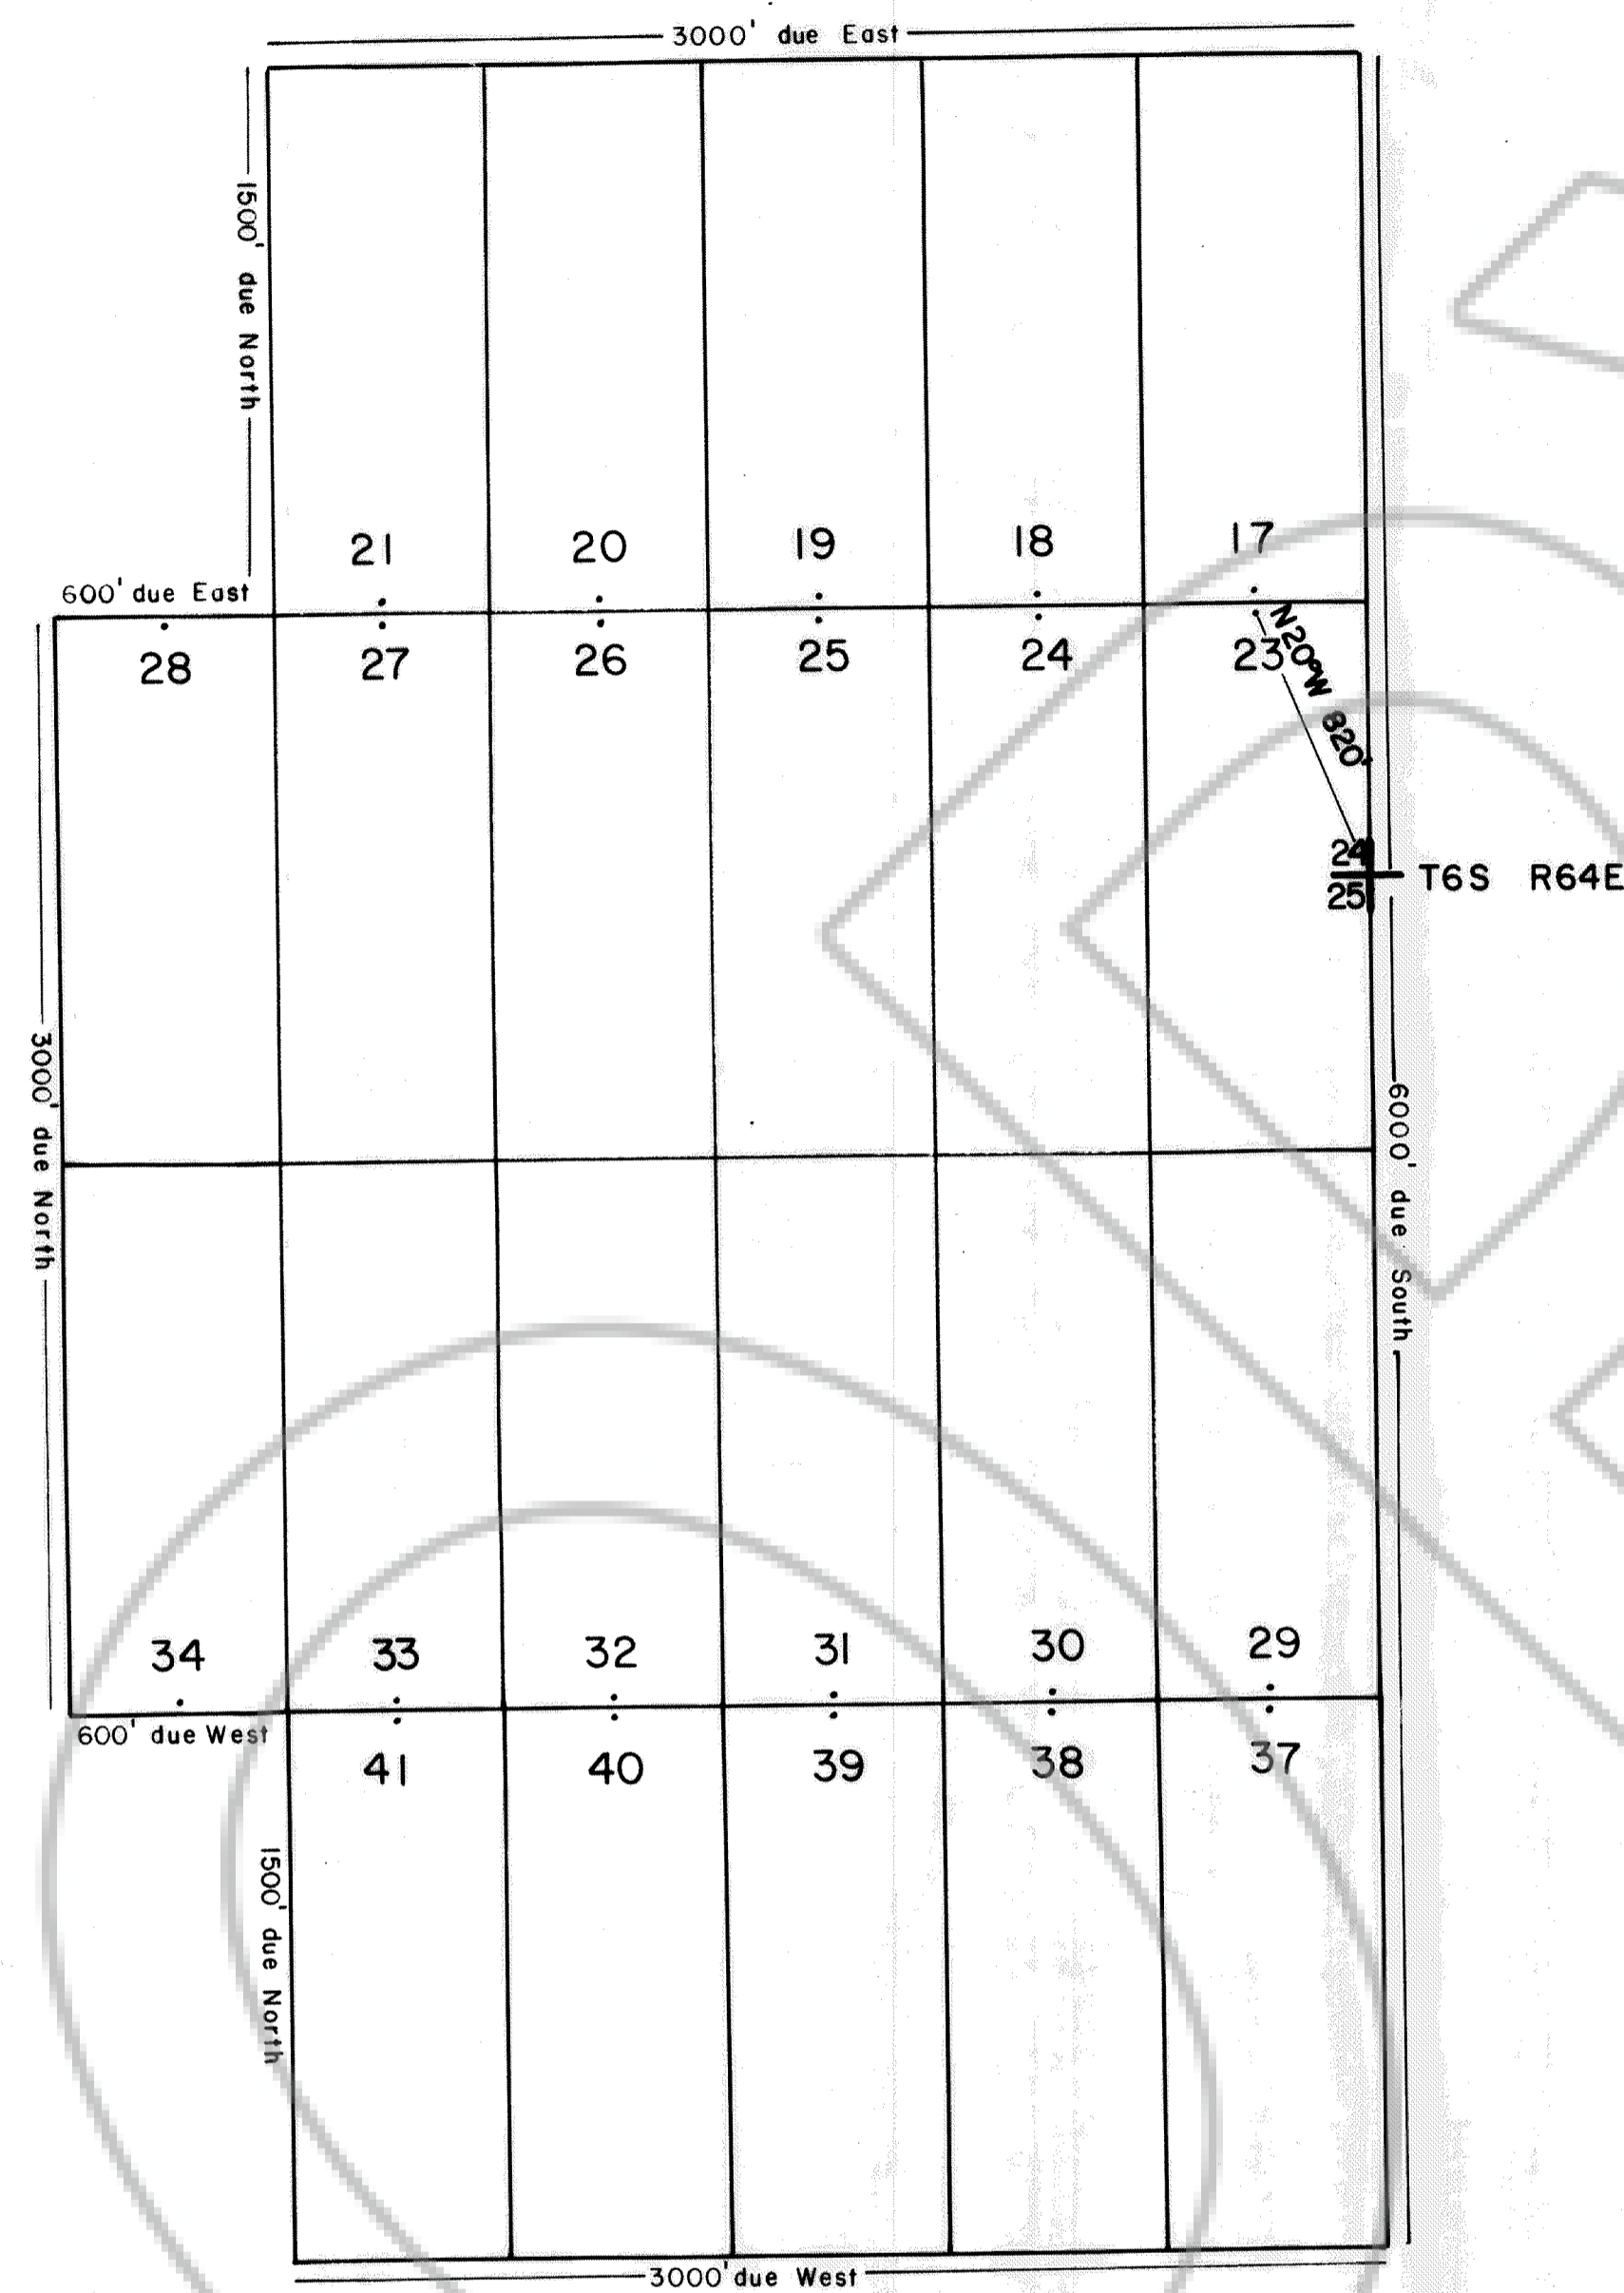 3000' due East
1500' due North
21 20 19 18 17
600' due East
28 27 26 25 24 23
N20°W 820'
24
25
T6S R64E
3000' due North
6000' due South
34 33 32 31 30 29
600' due West
41 40 39 38 37
1500' due North
3000' due West